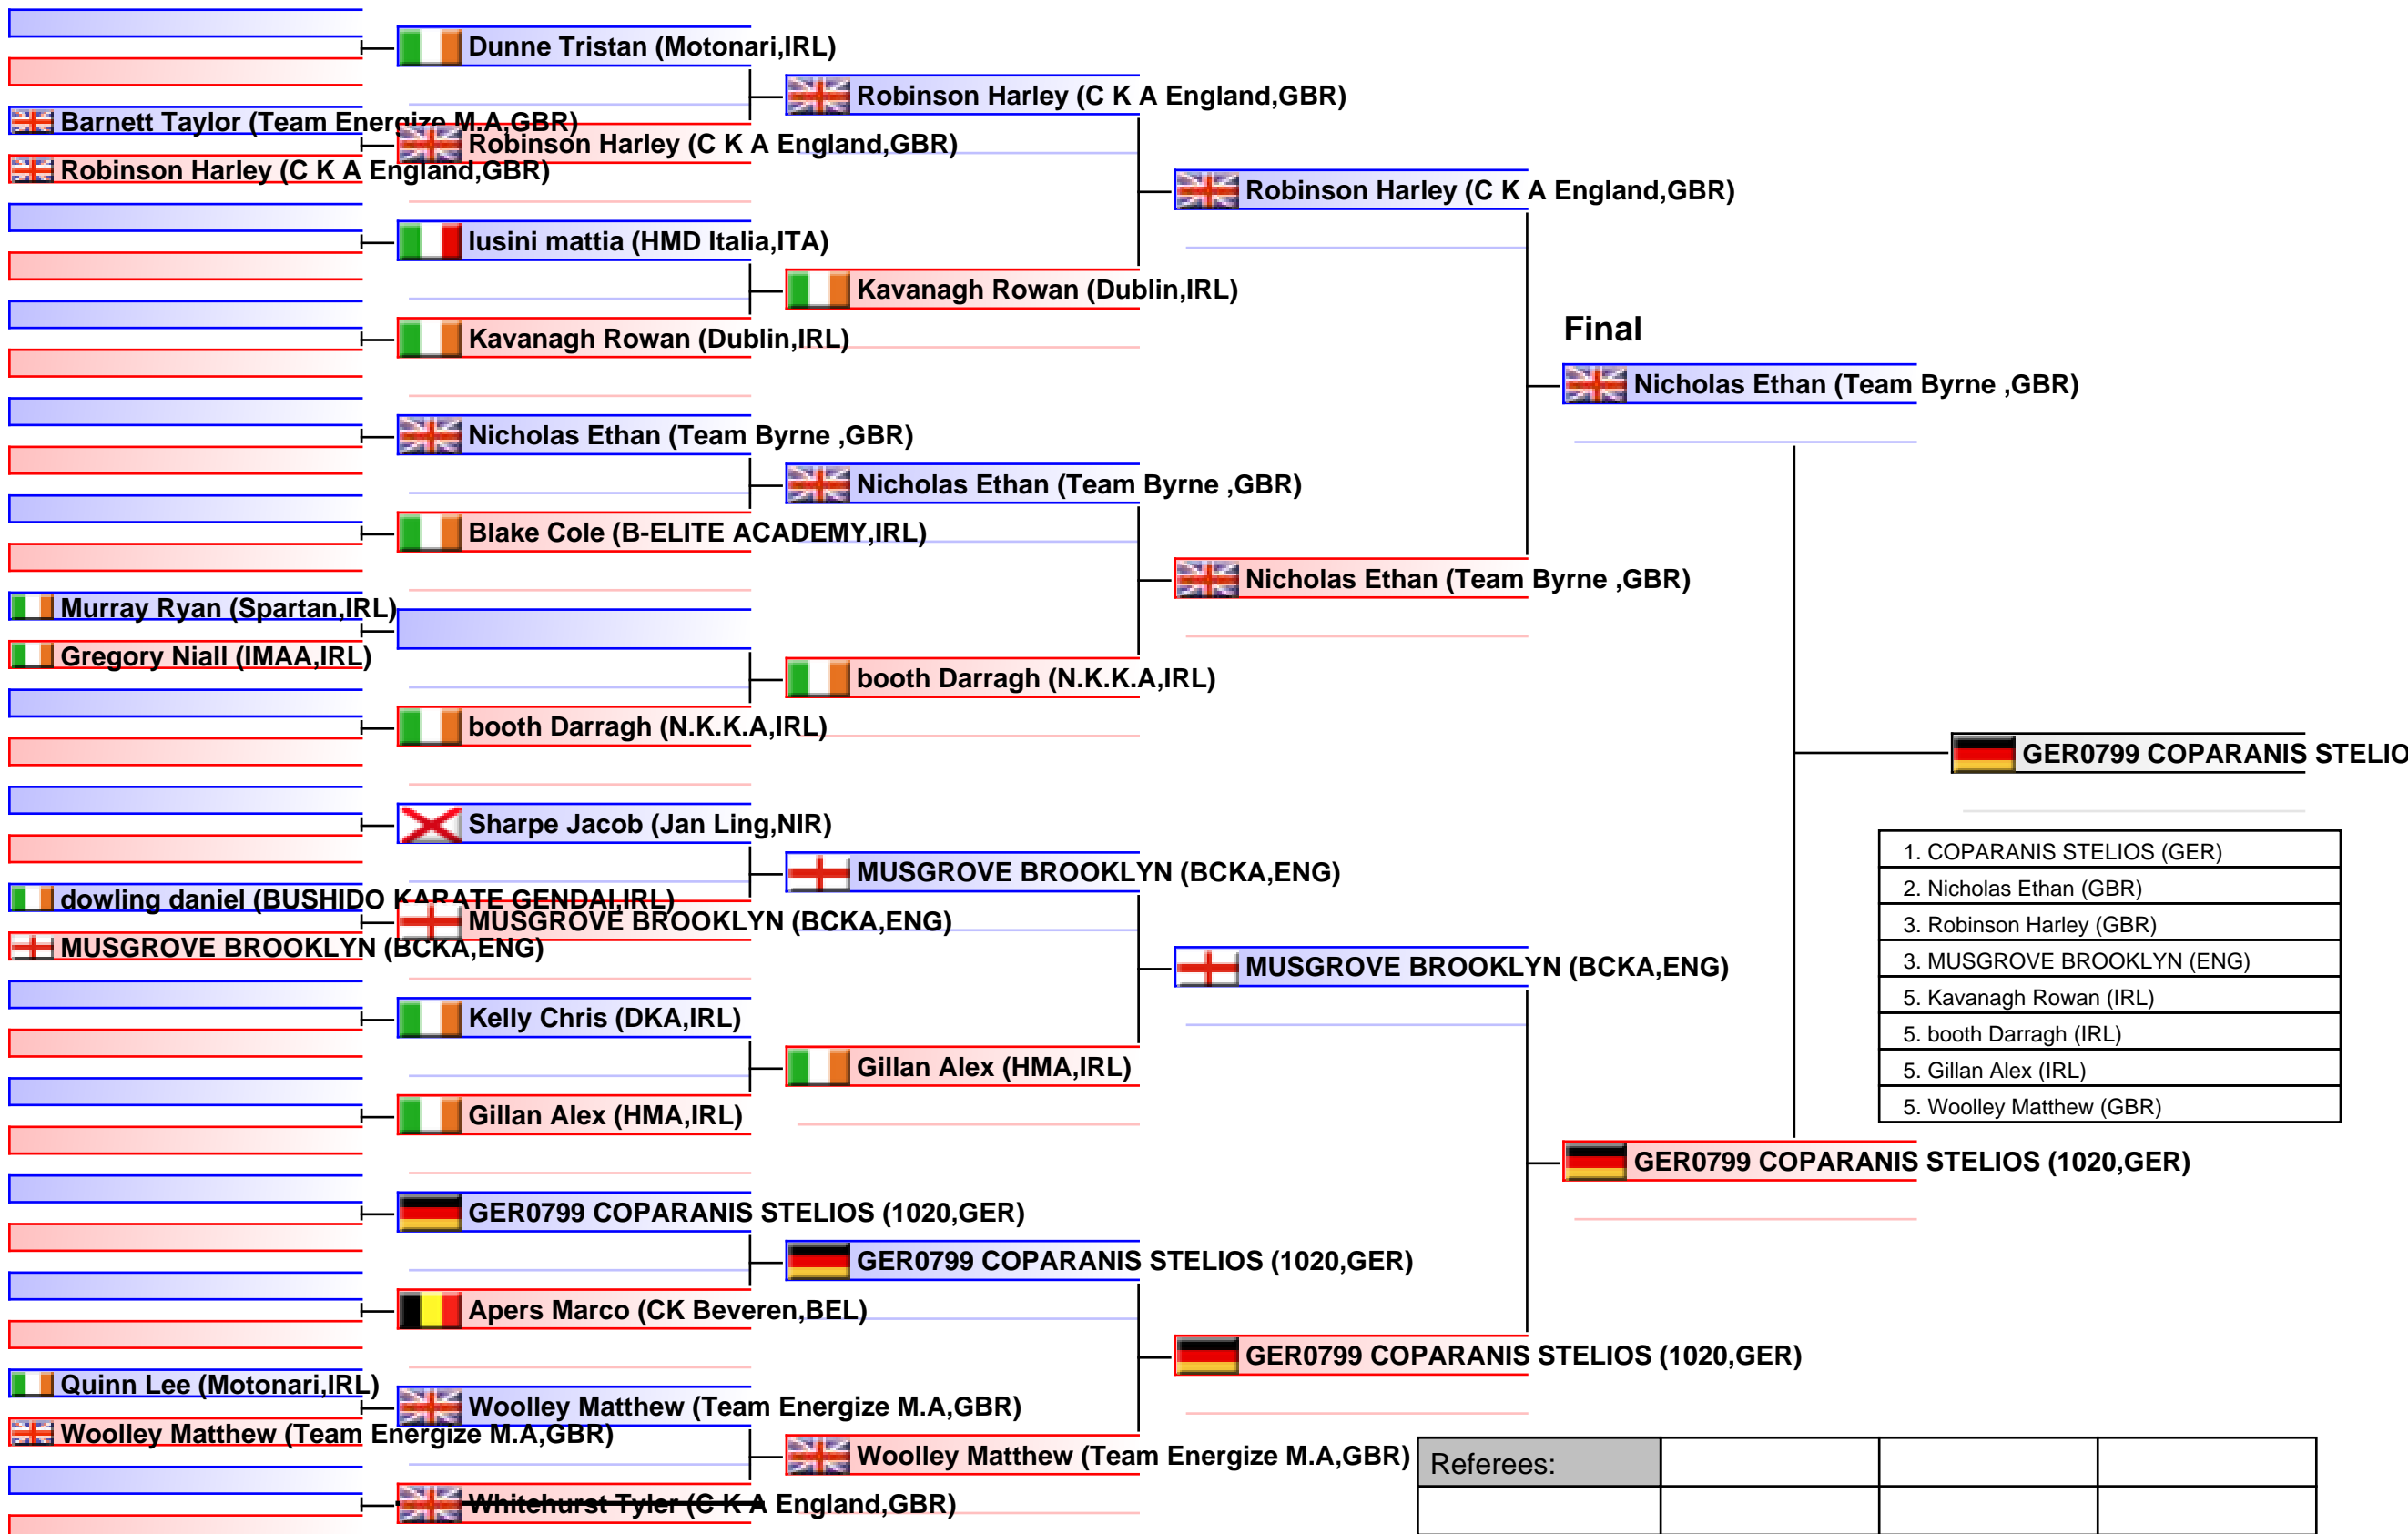 Barnett Taylor (Team Energize M.A,GBR)
Robinson Harley (C K A England,GBR)
Murray Ryan (Spartan,IRL)
Gregory Niall (IMAA,IRL)
dowling daniel (BUSHIDO KARATE GENDAI,IRL)
MUSGROVE BROOKLYN (BCKA,ENG)
Quinn Lee (Motonari,IRL)
Woolley Matthew (Team Energize M.A,GBR)
Dunne Tristan (Motonari,IRL)
Robinson Harley (C K A England,GBR)
lusini mattia (HMD Italia,ITA)
Kavanagh Rowan (Dublin,IRL)
Nicholas Ethan (Team Byrne ,GBR)
Blake Cole (B-ELITE ACADEMY,IRL)
booth Darragh (N.K.K.A,IRL)
Sharpe Jacob (Jan Ling,NIR)
MUSGROVE BROOKLYN (BCKA,ENG)
Kelly Chris (DKA,IRL)
Gillan Alex (HMA,IRL)
GER0799 COPARANIS STELIOS (1020,GER)
Apers Marco (CK Beveren,BEL)
Woolley Matthew (Team Energize M.A,GBR)
Whitehurst Tyler (C K A England,GBR)
Robinson Harley (C K A England,GBR)
Kavanagh Rowan (Dublin,IRL)
Nicholas Ethan (Team Byrne ,GBR)
booth Darragh (N.K.K.A,IRL)
MUSGROVE BROOKLYN (BCKA,ENG)
Gillan Alex (HMA,IRL)
GER0799 COPARANIS STELIOS (1020,GER)
Woolley Matthew (Team Energize M.A,GBR)
Robinson Harley (C K A England,GBR)
Nicholas Ethan (Team Byrne ,GBR)
MUSGROVE BROOKLYN (BCKA,ENG)
GER0799 COPARANIS STELIOS (1020,GER)
Final
Nicholas Ethan (Team Byrne ,GBR)
GER0799 COPARANIS STELIOS (1020,GER)
GER0799 COPARANIS STELIO
1. COPARANIS STELIOS (GER)
2. Nicholas Ethan (GBR)
3. Robinson Harley (GBR)
3. MUSGROVE BROOKLYN (ENG)
5. Kavanagh Rowan (IRL)
5. booth Darragh (IRL)
5. Gillan Alex (IRL)
5. Woolley Matthew (GBR)
Referees: